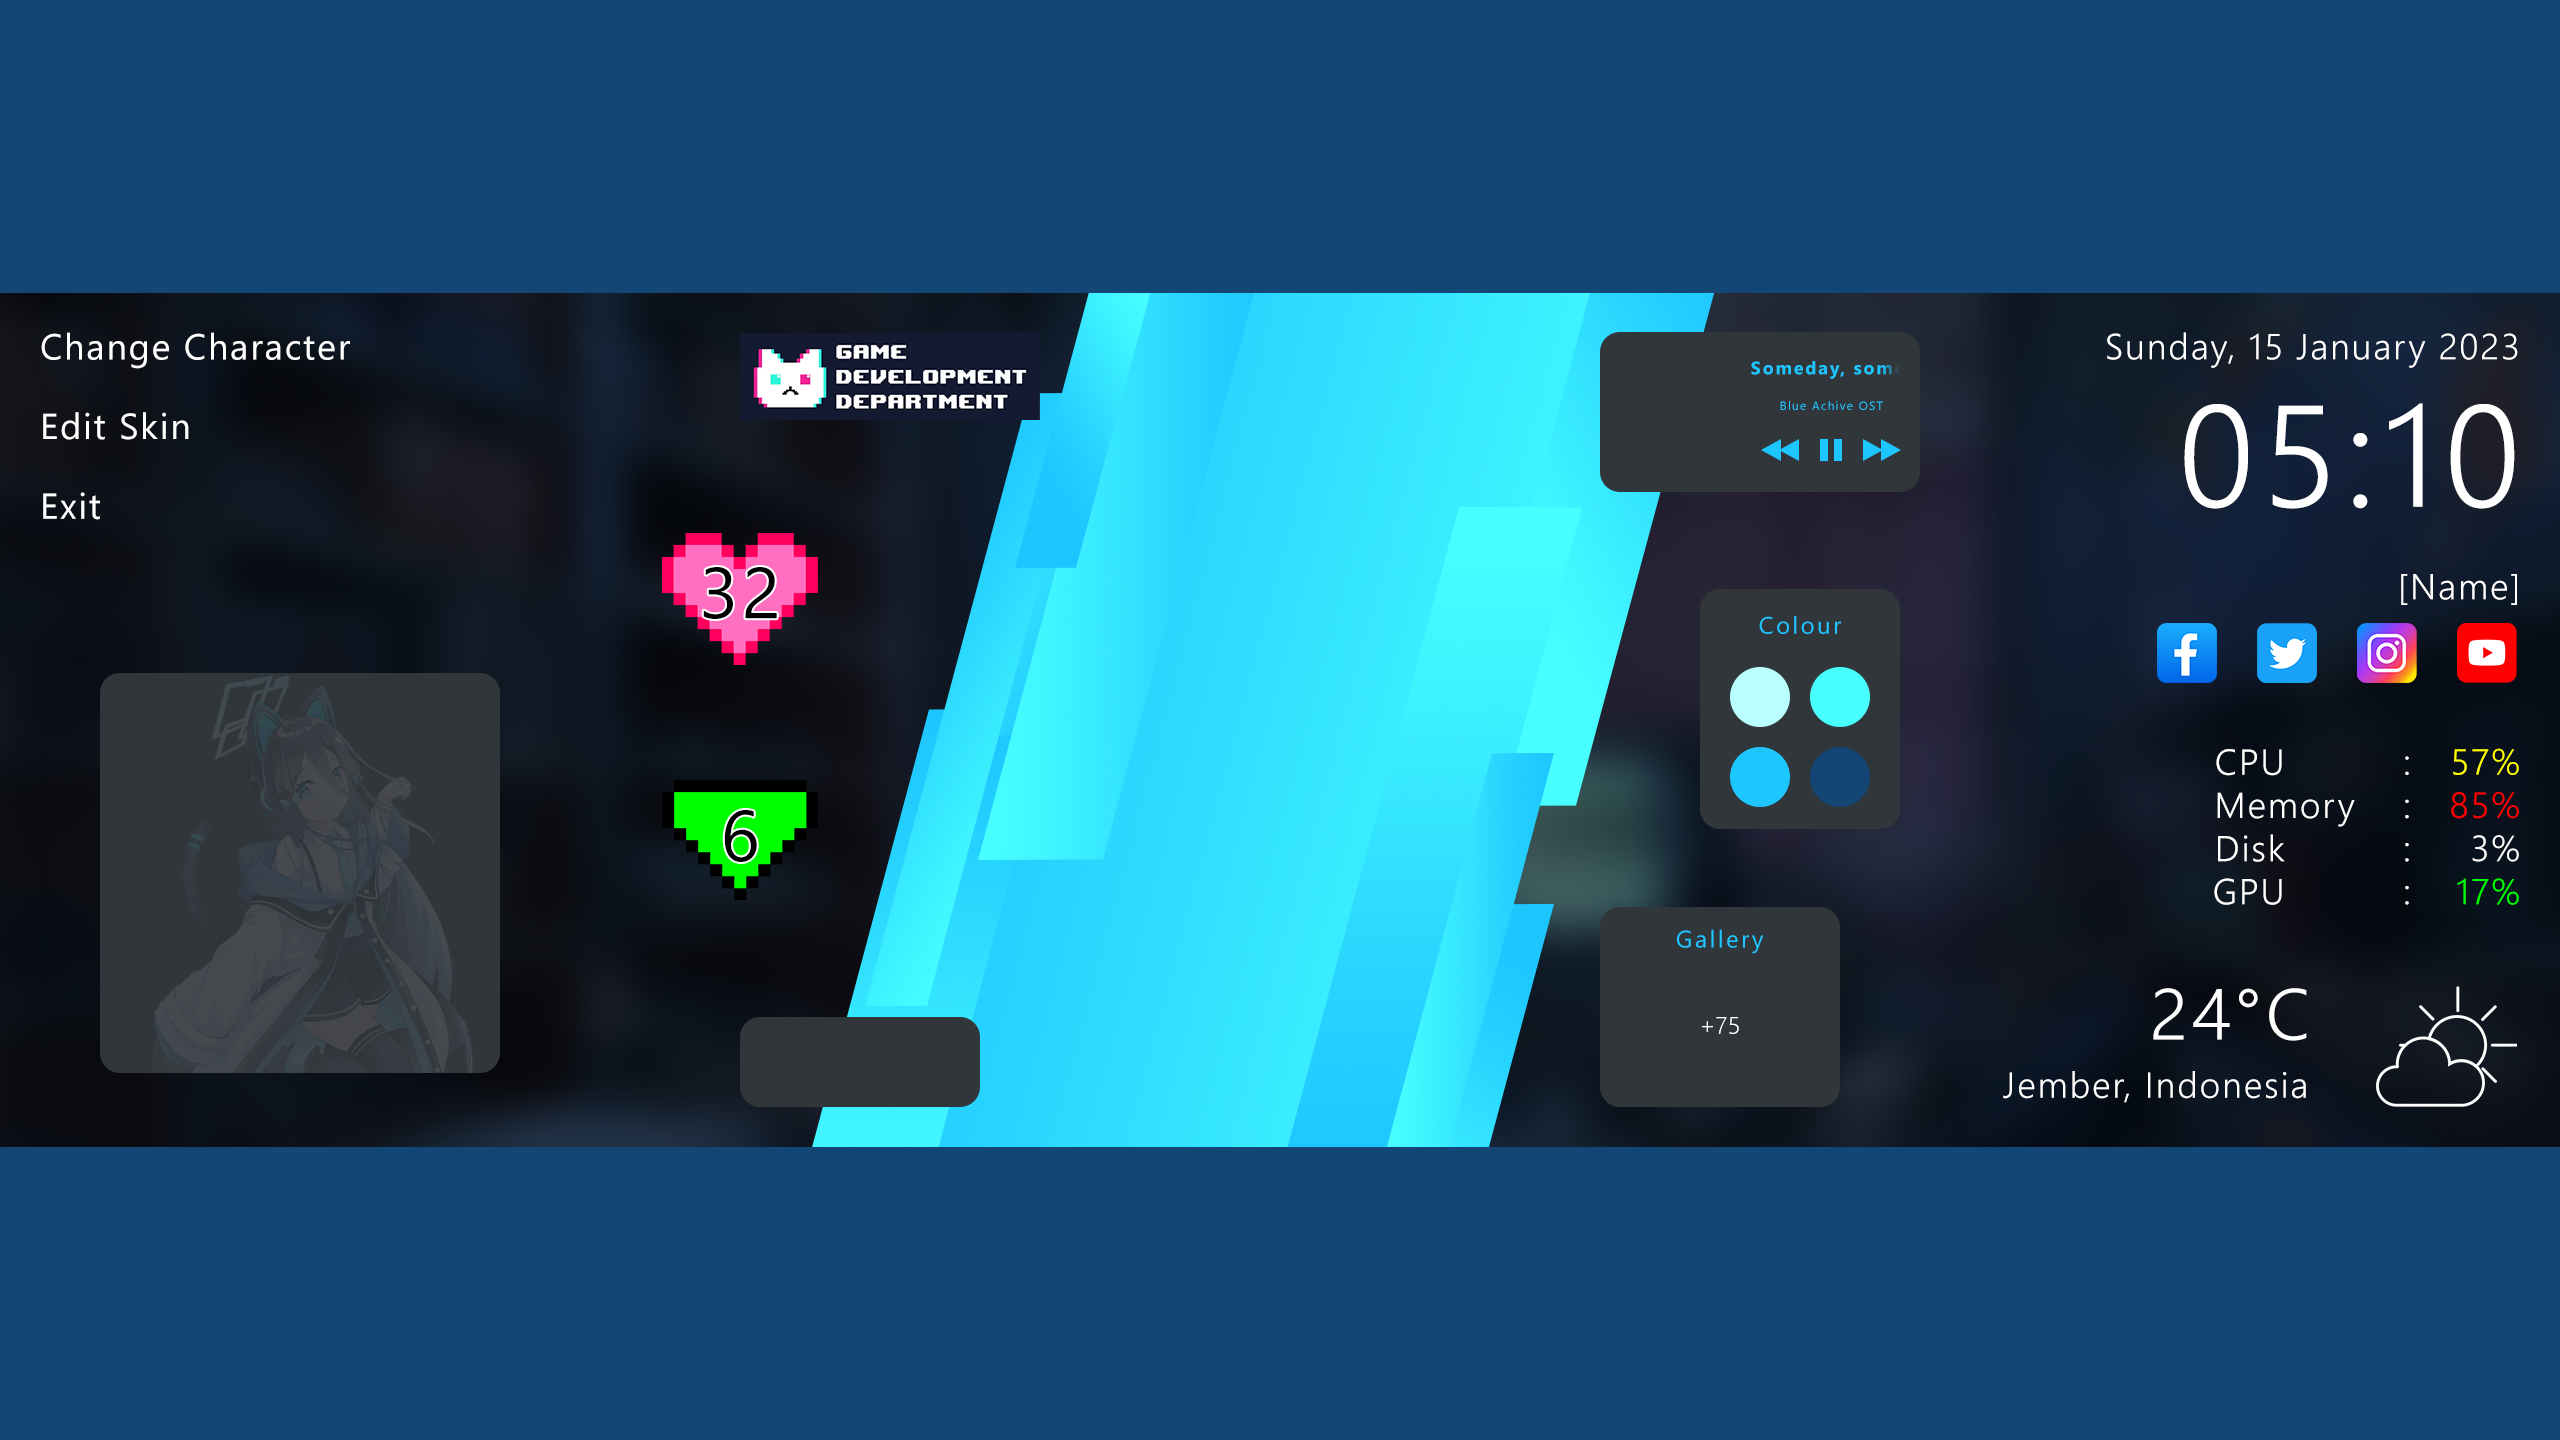 Change Character
Edit Skin
Exit
GAME
DEVELOPMENT
DEPARTMENT
32
6
Someday, som
Blue Achive OST
Colour
Gallery
+75
Sunday, 15 January 2023
05:10
[Name]
CPU : 57%
Memory : 85%
Disk : 3%
GPU : 17%
24°C
Jember, Indonesia